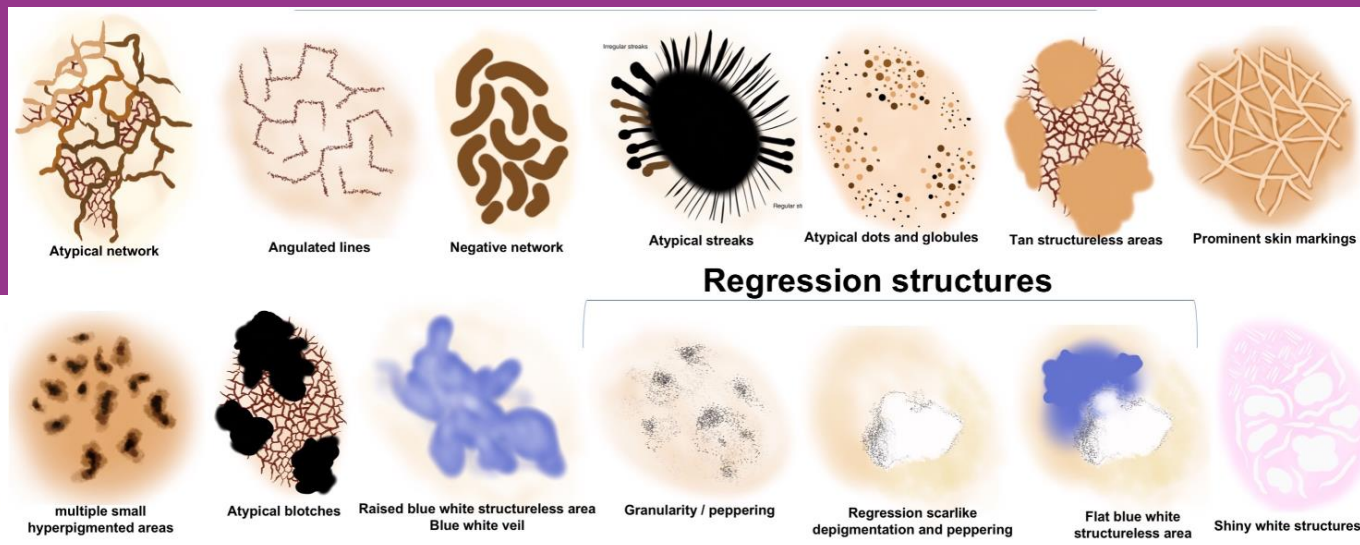 Irregular streaks
Regular sti
Atypical network
Angulated lines
Negative network
Atypical streaks
Atypical dots and globules
Tan structureless areas
Prominent skin markings
Regression structures
multiple small
hyperpigmented areas
Atypical blotches
Raised blue white structureless area
Blue white veil
Granularity / peppering
Regression scarlike
depigmentation and peppering
Flat blue white
structureless area
Shiny white structures